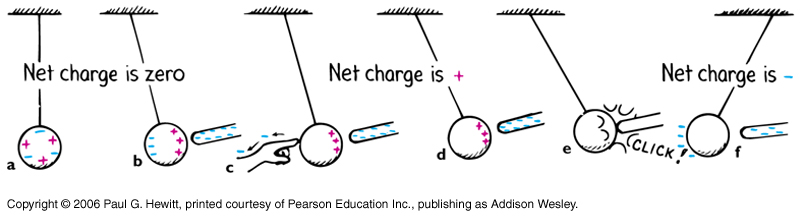 Net charge is zero
Net charge is +
Net charge is -
a
b
c
d
e
CLICK!
f
Copyright © 2006 Paul G. Hewitt, printed courtesy of Pearson Education Inc., publishing as Addison Wesley.